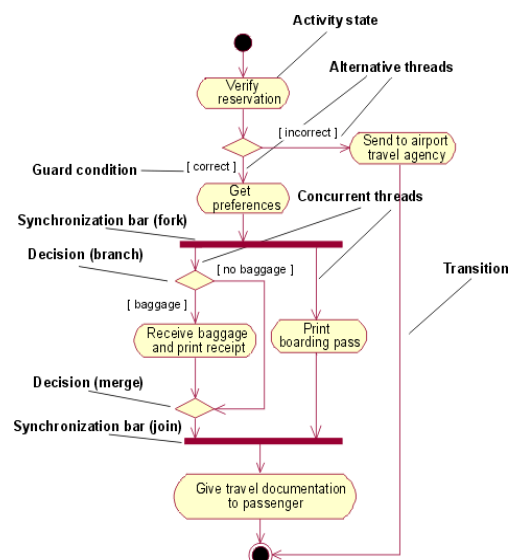 Activity state
Alternative threads
Verify
reservation
[ incorrect ]
Send to airport
travel agency
[ correct ]
Guard condition
Get
preferences
Concurrent threads
Synchronization bar (fork)
Decision (branch)
[ no baggage ]
Transition
[ baggage ]
Receive baggage
and print receipt
Print
boarding pass
Decision (merge)
Synchronization bar (join)
Give travel documentation
to passenger